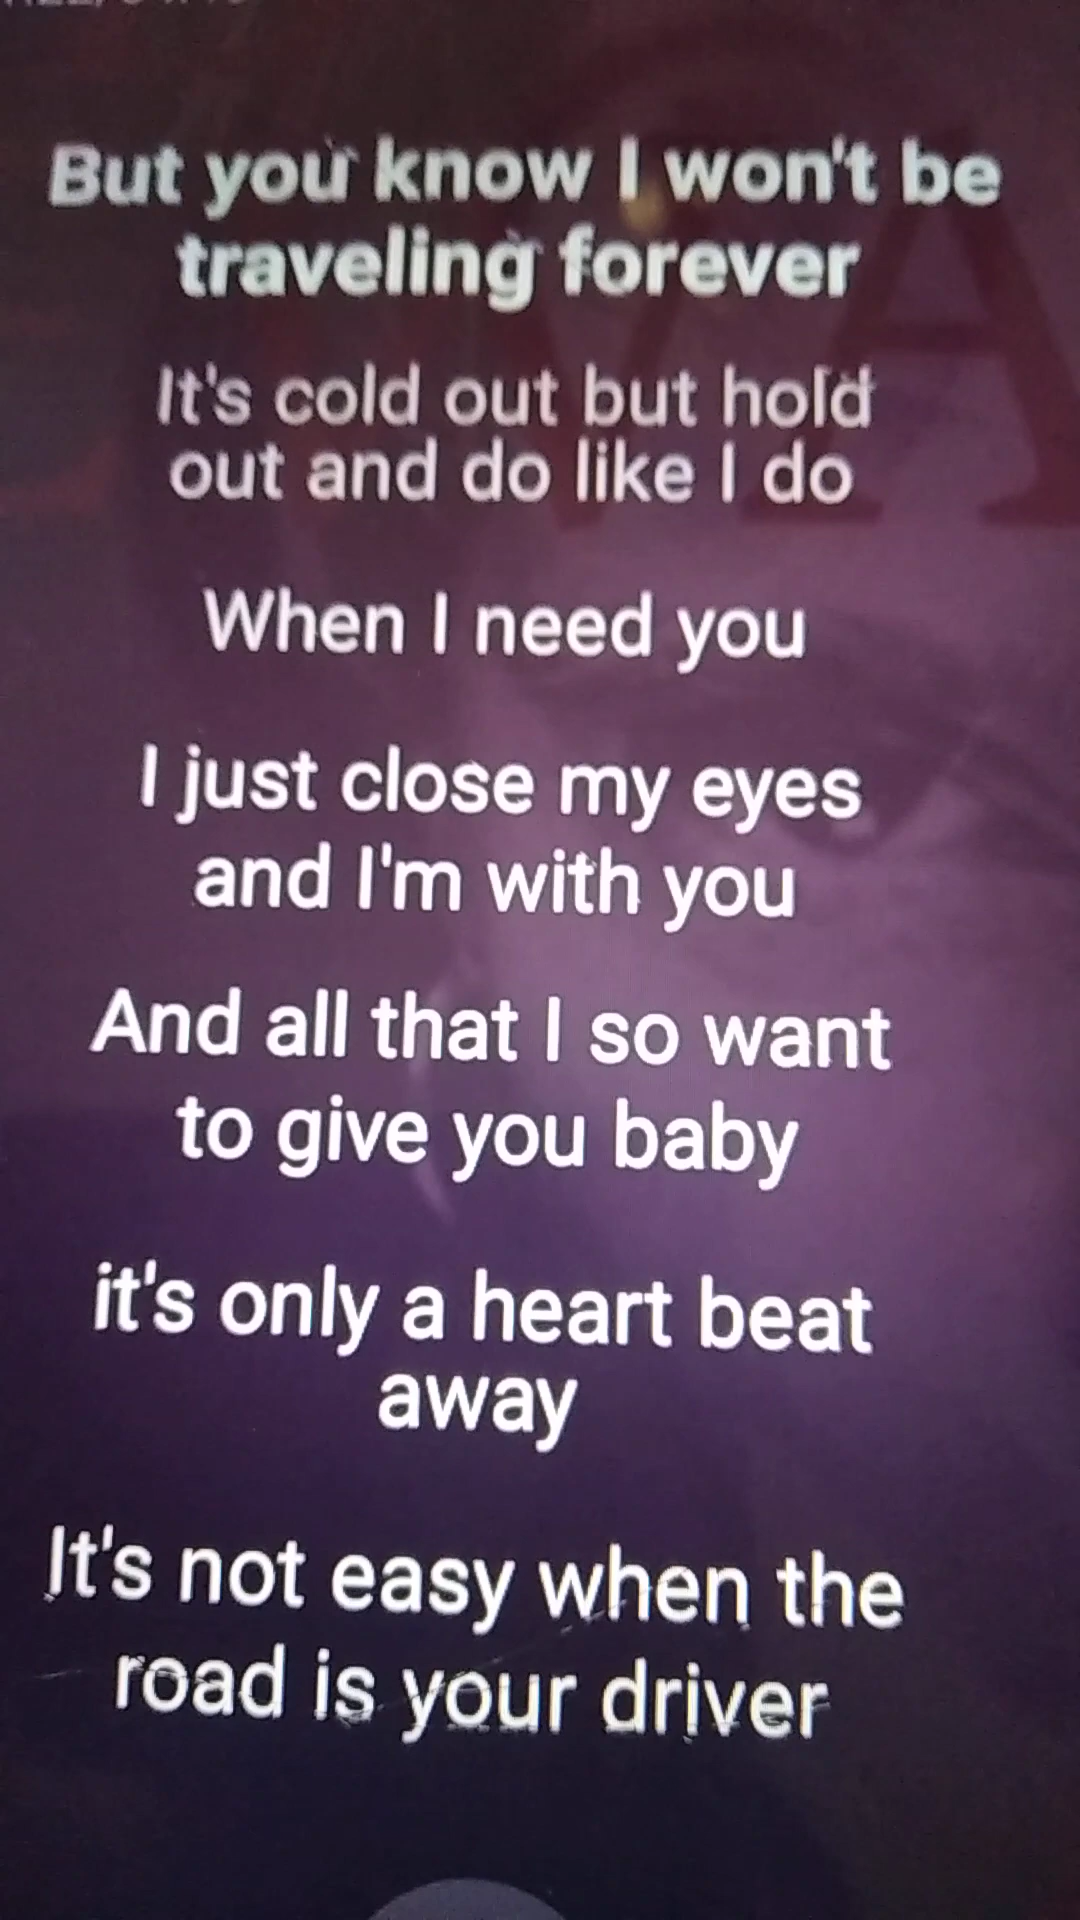 But you know I won't be
traveling forever
It's cold out but hold
out and do like I do
When I need you
I just close my eyes
and I'm with you
And all that I so want
to give you baby
it's only a heart beat
away
It's not easy when the
road is your driver